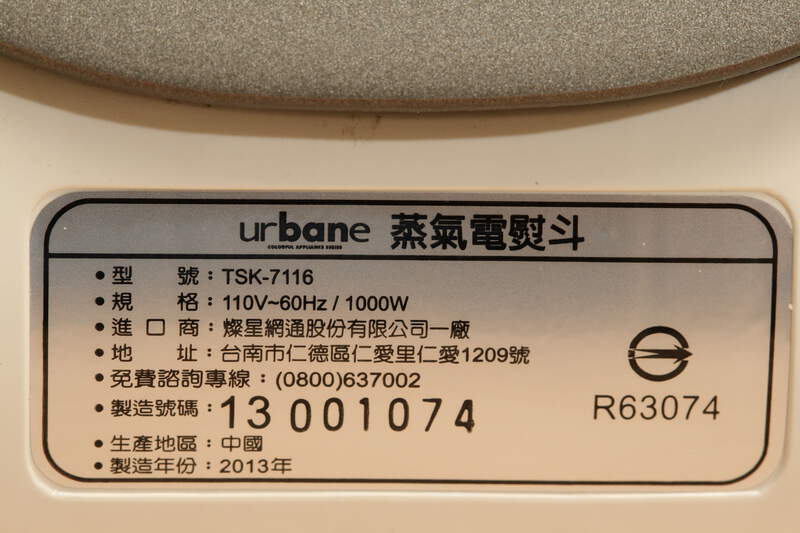 urbane 蒸氣電熨斗
COLORFUL APPLIANCE SERIES
•型 號：TSK-7116
•規 格：110V~60Hz / 1000W
•進 口 商：燦星網通股份有限公司一廠
•地 址：台南市仁德區仁愛里仁愛1209號
•免費諮詢專線：(0800)637002
•製造號碼：13 001074
•生產地區：中國
•製造年份：2013年
R63074